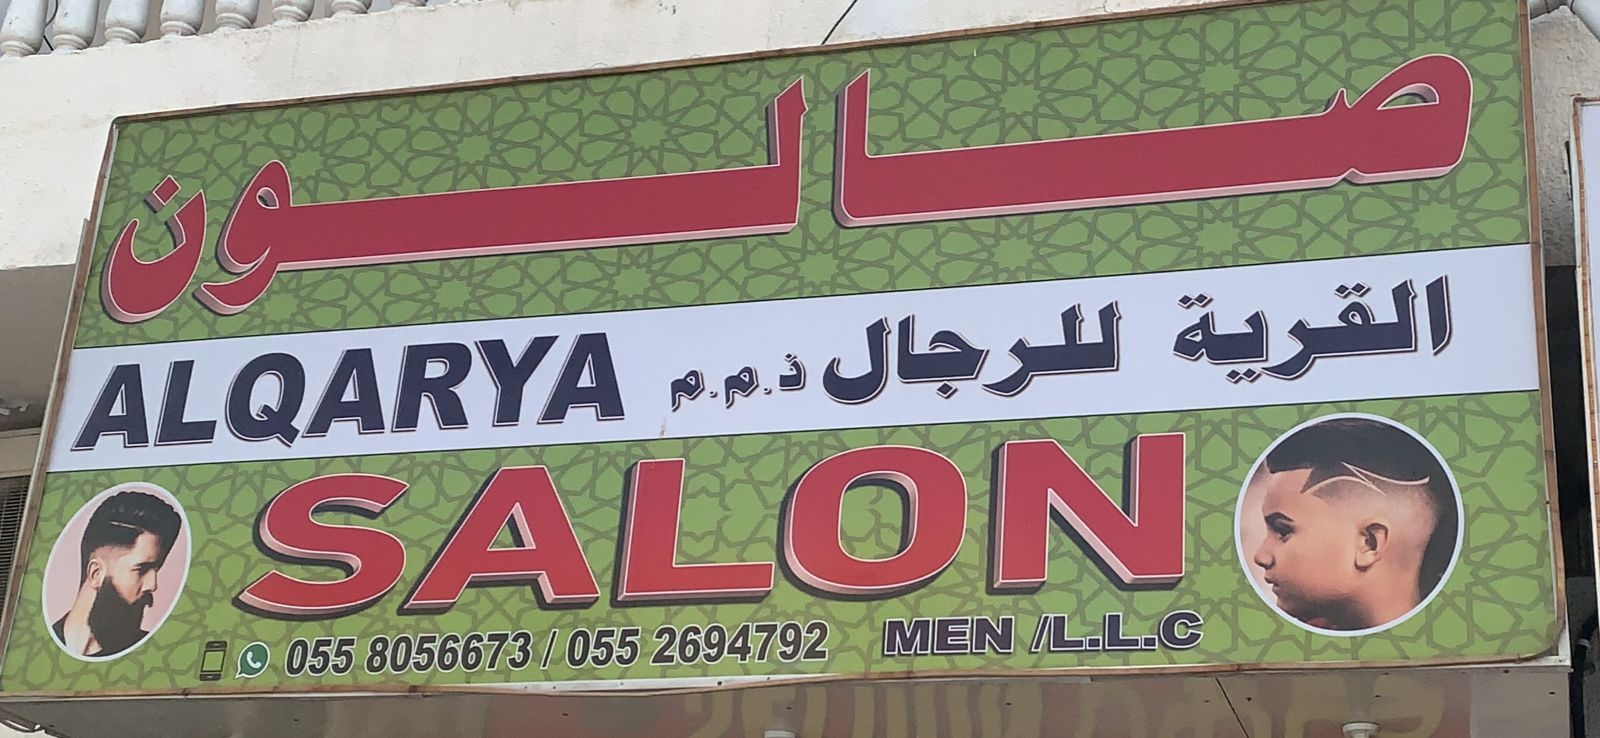 صالون
القرية للرجال ذ.م.م
ALQARYA
SALON
MEN /L.L.C
055 8056673 / 055 2694792